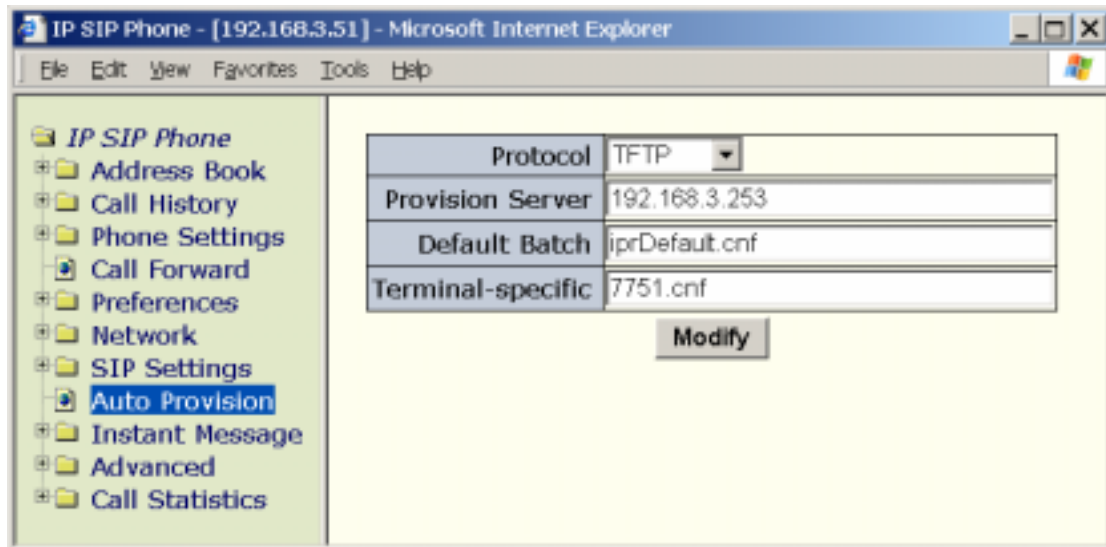 IP SIP Phone - [192.168.3.51] - Microsoft Internet Explorer
File Edit View Favorites Tools Help
IP SIP Phone
Address Book
Call History
Phone Settings
Call Forward
Preferences
Network
SIP Settings
Auto Provision
Instant Message
Advanced
Call Statistics
Protocol TFTP
Provision Server 192.168.3.253
Default Batch iprDefault.cnf
Terminal-specific 7751.cnf
Modify